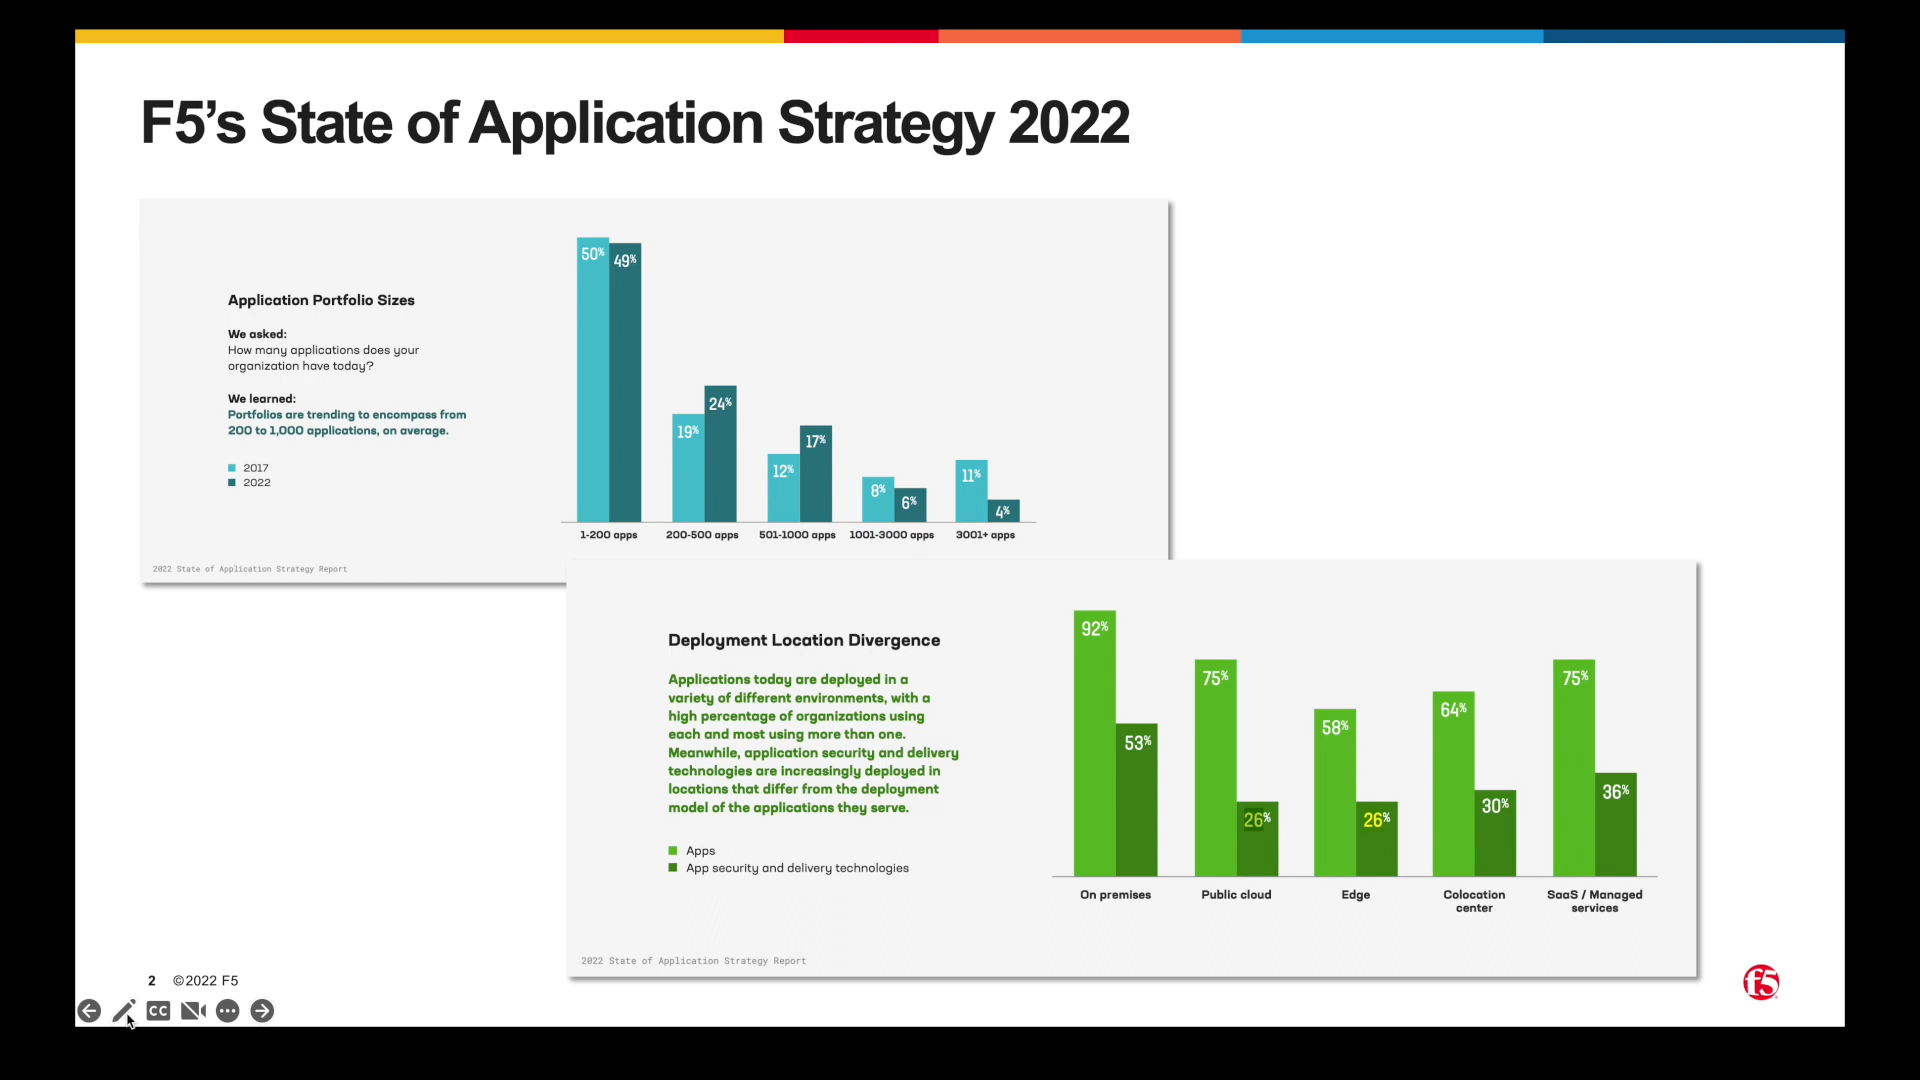 F5’s State of Application Strategy 2022
Application Portfolio Sizes
We asked:
How many applications does your
organization have today?
We learned:
Portfolios are trending to encompass from
200 to 1,000 applications, on average.
2017
2022
50% 49%
19% 24%
12% 17%
8% 6%
11% 4%
1-200 apps 200-500 apps 501-1000 apps 1001-3000 apps 3001+ apps
2022 State of Application Strategy Report
Deployment Location Divergence
Applications today are deployed in a
variety of different environments, with a
high percentage of organizations using
each and most using more than one.
Meanwhile, application security and delivery
technologies are increasingly deployed in
locations that differ from the deployment
model of the applications they serve.
Apps
App security and delivery technologies
92% 53%
75% 26%
58% 26%
64% 30%
75% 36%
On premises Public cloud Edge Colocation SaaS / Managed
center services
2022 State of Application Strategy Report
2 ©2022 F5
CC
f5